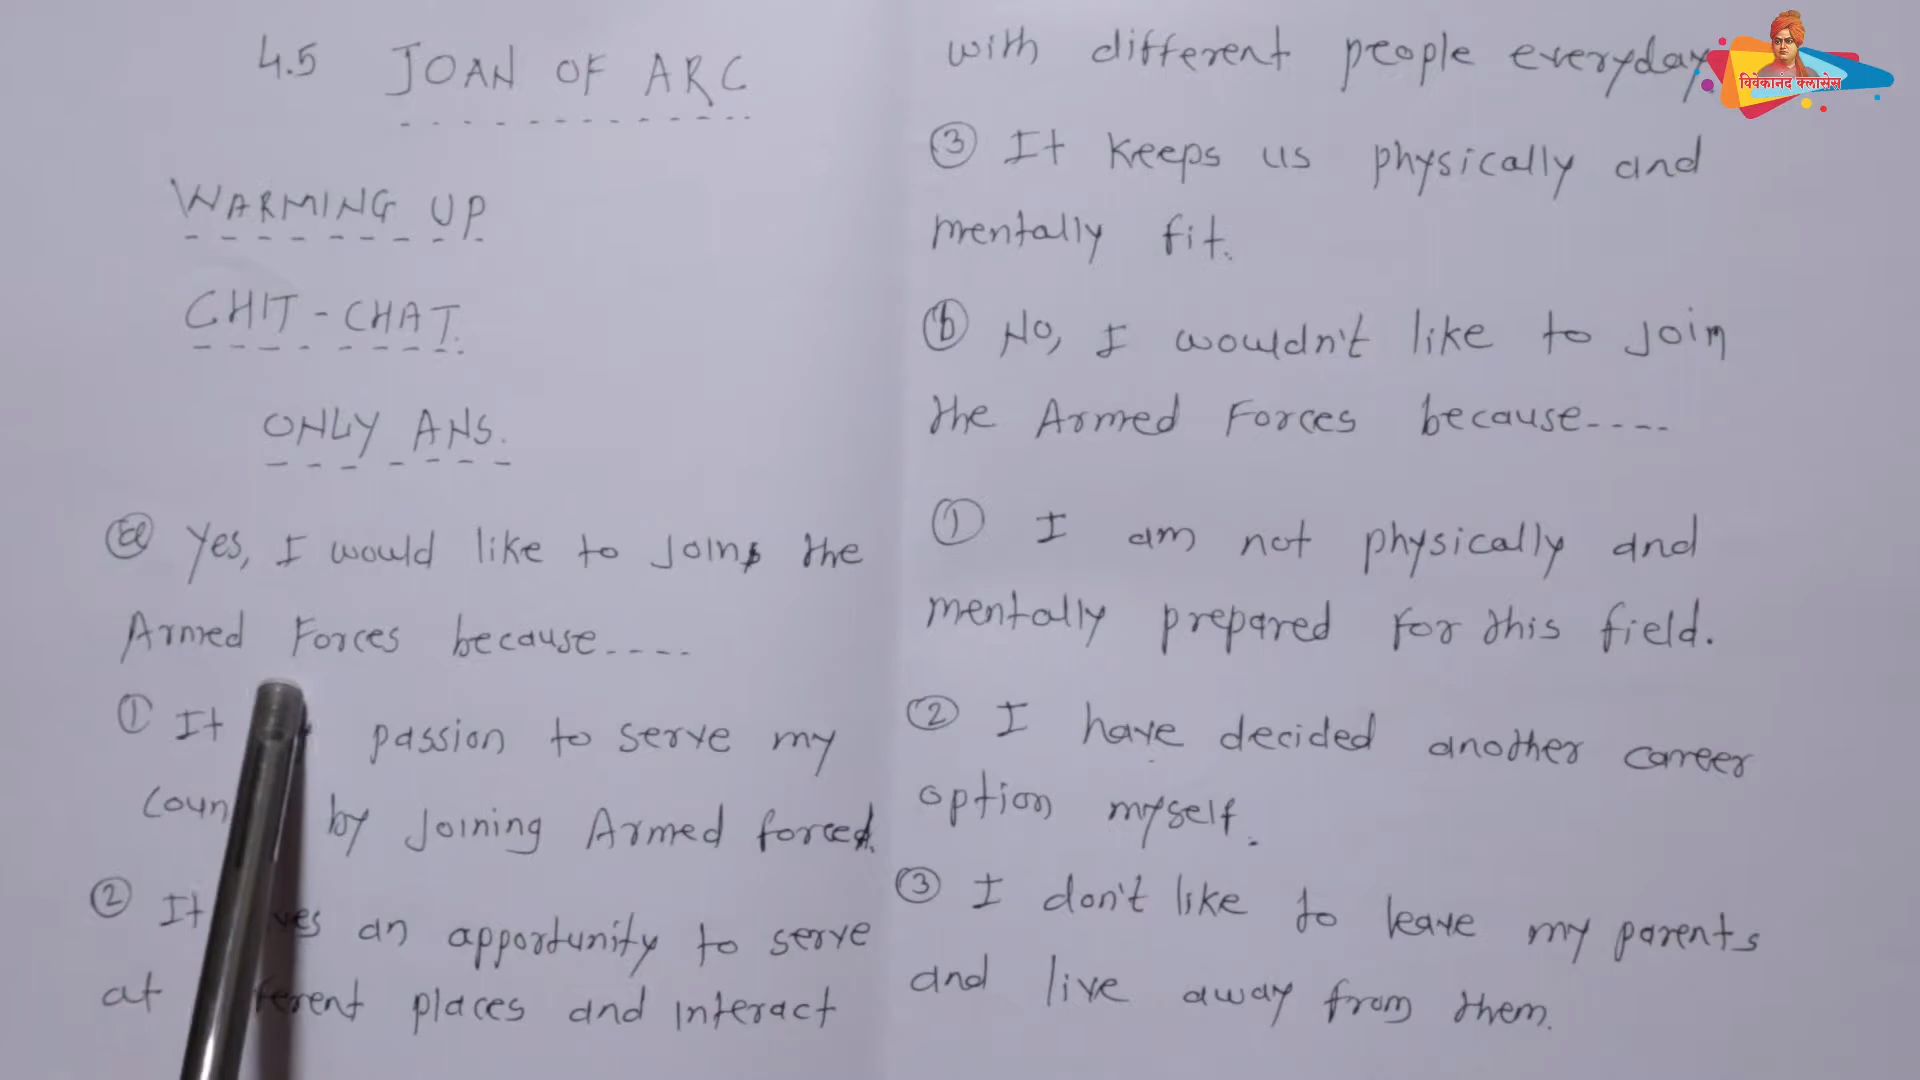 4.5 JOAN OF ARC
WARMING UP
CHIT-CHAT.
ONLY ANS.
a Yes, I would like to join the
Armed Forces because....
① It passion to serve my
by joining Armed forced.
② It an apportunity to serve
at places and interact
with different people everyday.
③ It keeps us physically and
mentally fit.
b No, I wouldn't like to join
the Armed Forces because----
① I am not physically and
mentally prepared for this field.
② I have decided another career
option myself.
③ I don't like to leave my parents
and live away from them.
विवेकानंद क्लासेस